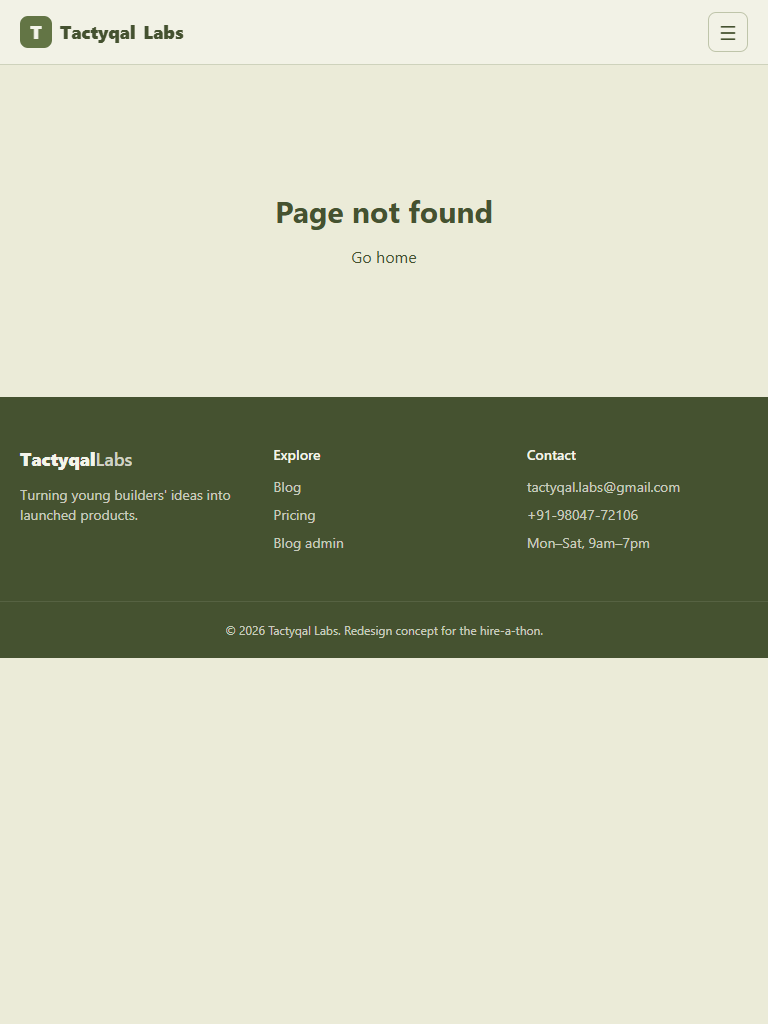 T Tactyqal Labs
Page not found
Go home
TactyqalLabs
Turning young builders' ideas into
launched products.
Explore
Blog
Pricing
Blog admin
Contact
tactyqal.labs@gmail.com
+91-98047-72106
Mon–Sat, 9am–7pm
© 2026 Tactyqal Labs. Redesign concept for the hire-a-thon.